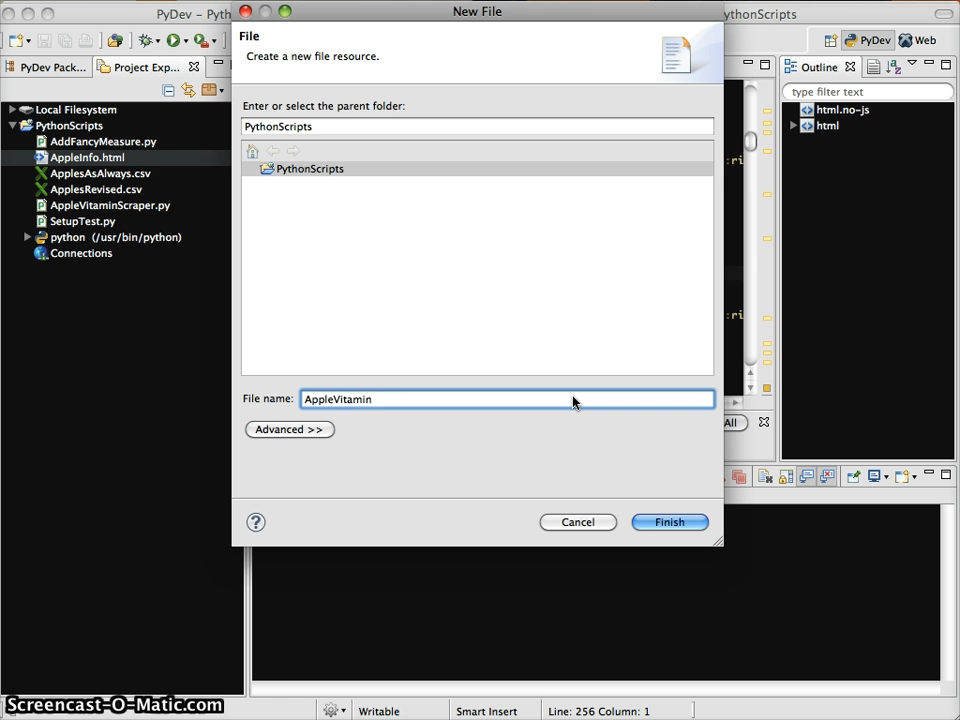 PyDev – Pyth
New File
ythonScripts
File
Create a new file resource.
PyDev
Web
PyDev Pack...
Project Exp...
Outline
Enter or select the parent folder:
PythonScripts
type filter text
Local Filesystem
PythonScripts
AddFancyMeasure.py
AppleInfo.html
ApplesAsAlways.csv
ApplesRevised.csv
AppleVitaminScraper.py
SetupTest.py
python (/usr/bin/python)
Connections
PythonScripts
html.no-js
html
:ri
:ri
File name:
AppleVitamin
Advanced >>
All
Cancel
Finish
Screencast-O-Matic.com
Writable
Smart Insert
Line: 256 Column: 1